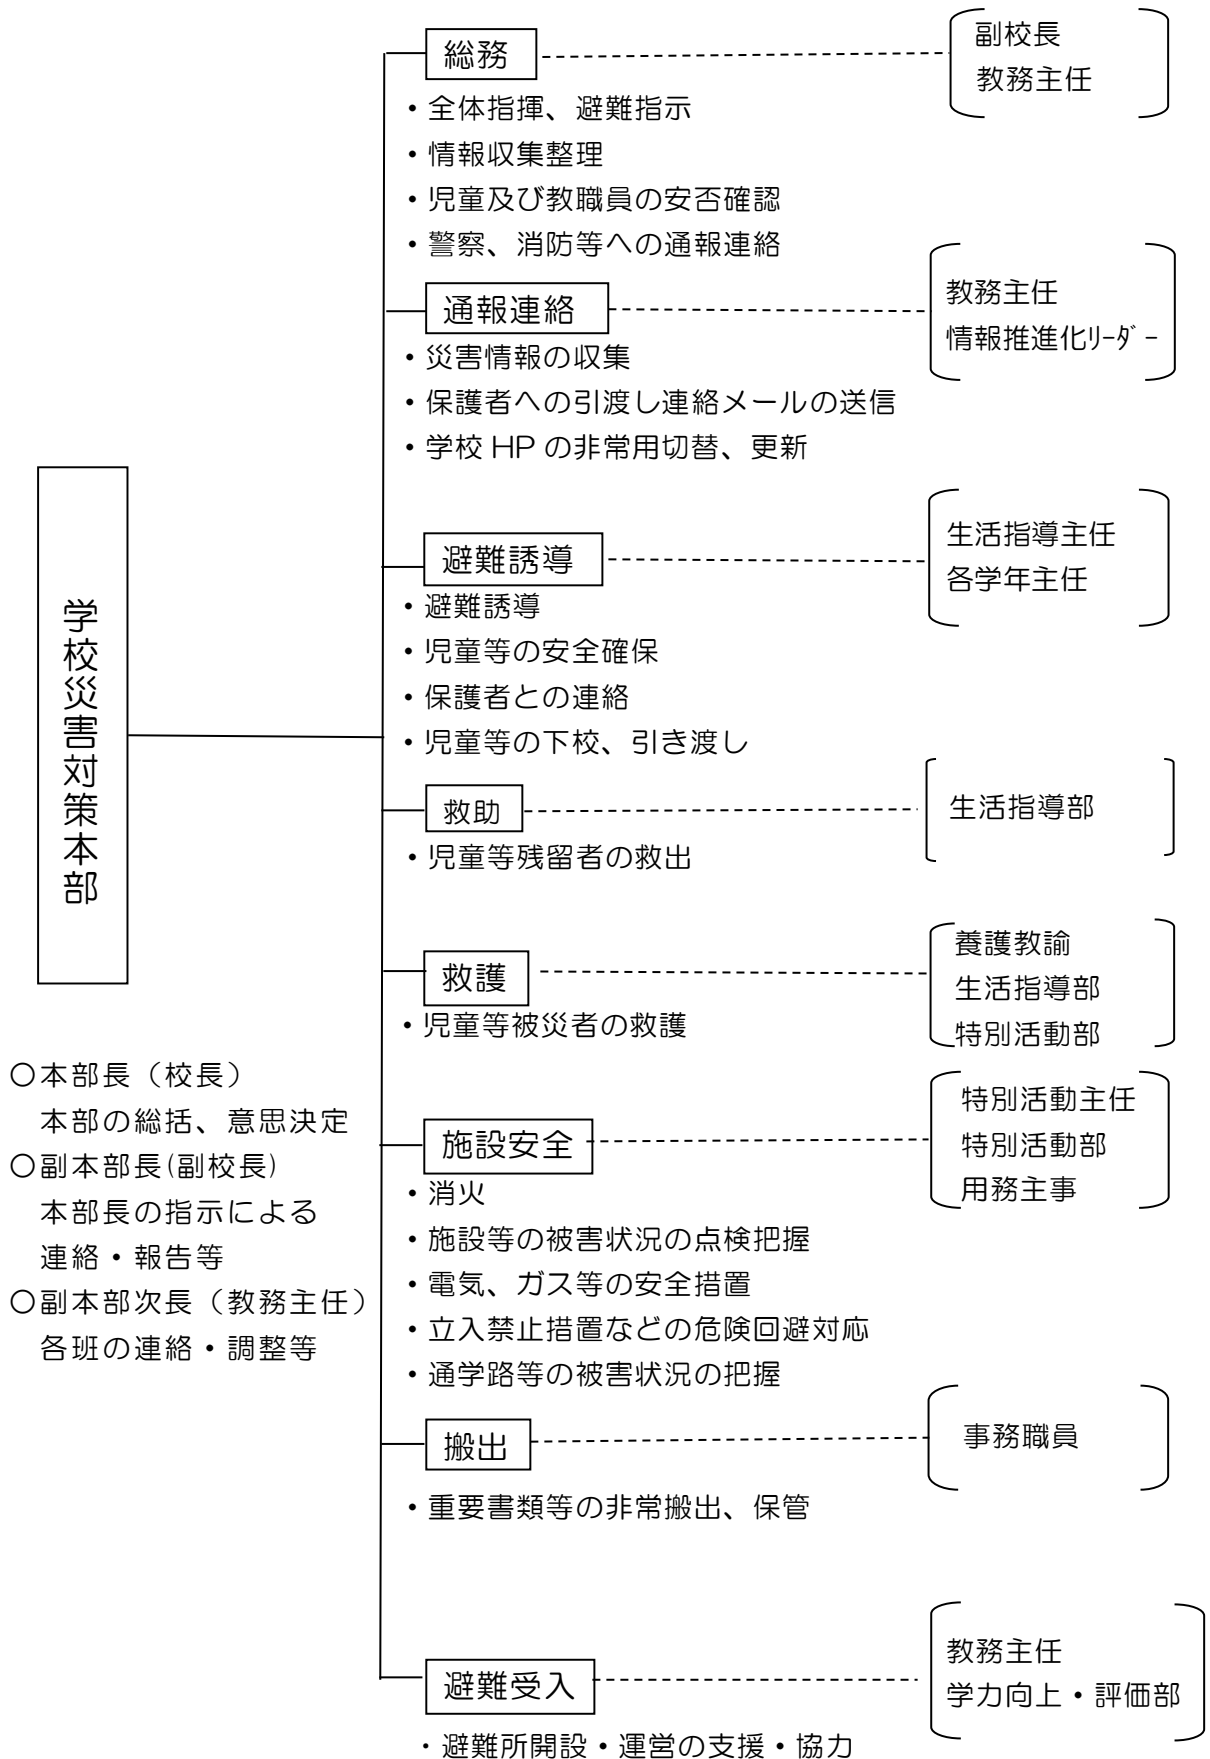 総務
副校長
教務主任
・全体指揮、避難指示
・情報収集整理
・児童及び教職員の安否確認
・警察、消防等への通報連絡
通報連絡
教務主任
情報推進化ﾘｰﾀﾞｰ
・災害情報の収集
・保護者への引渡し連絡メールの送信
・学校 HP の非常用切替、更新
避難誘導
生活指導主任
各学年主任
・避難誘導
・児童等の安全確保
・保護者との連絡
・児童等の下校、引き渡し
学校災害対策本部
救助
生活指導部
・児童等残留者の救出
救護
養護教諭
生活指導部
特別活動部
・児童等被災者の救護
〇本部長（校長）
本部の総括、意思決定
〇副本部長(副校長)
本部長の指示による
連絡・報告等
〇副本部次長（教務主任）
各班の連絡・調整等
施設安全
特別活動主任
特別活動部
用務主事
・消火
・施設等の被害状況の点検把握
・電気、ガス等の安全措置
・立入禁止措置などの危険回避対応
・通学路等の被害状況の把握
搬出
事務職員
・重要書類等の非常搬出、保管
避難受入
教務主任
学力向上・評価部
・避難所開設・運営の支援・協力